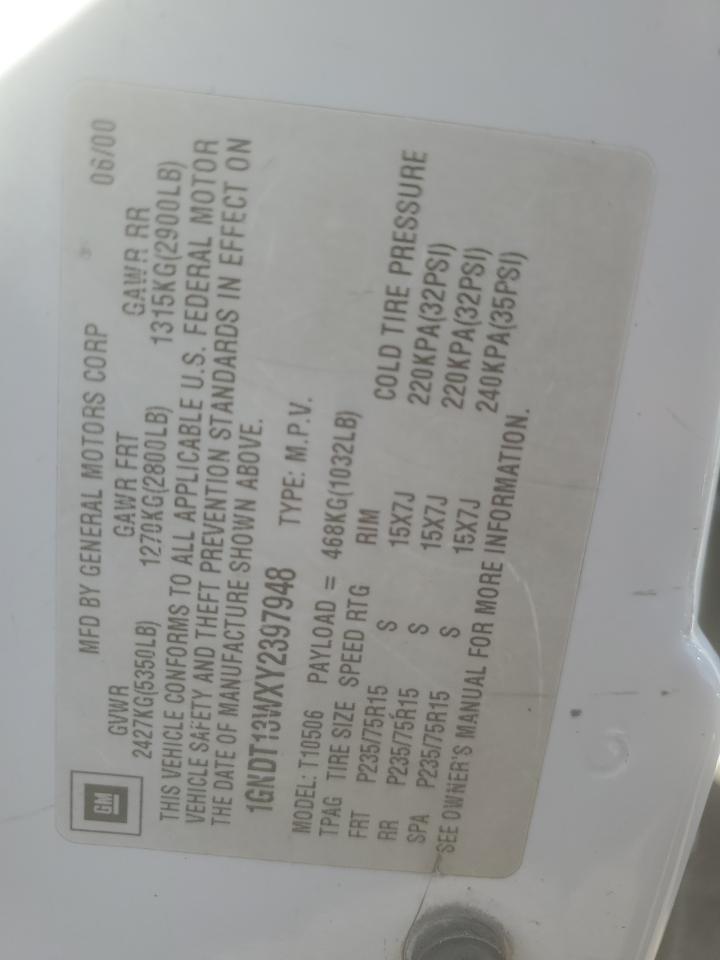 GM
MFD BY GENERAL MOTORS CORP 06/00
GVWR GAWR FRT GAWR RR
2427KG(5350LB) 1270KG(2800LB) 1315KG(2900LB)
THIS VEHICLE CONFORMS TO ALL APPLICABLE U.S. FEDERAL MOTOR
VEHICLE SAFETY AND THEFT PREVENTION STANDARDS IN EFFECT ON
THE DATE OF MANUFACTURE SHOWN ABOVE.
1GNDT13WXY2397948 TYPE: M.P.V.
MODEL: T10506 PAYLOAD = 468KG(1032LB)
TPAG TIRE SIZE SPEED RTG RIM COLD TIRE PRESSURE
FRT P235/75R15 S 15X7J 220KPA(32PSI)
RR P235/75R15 S 15X7J 220KPA(32PSI)
SPA P235/75R15 S 15X7J 240KPA(35PSI)
SEE OWNER'S MANUAL FOR MORE INFORMATION.